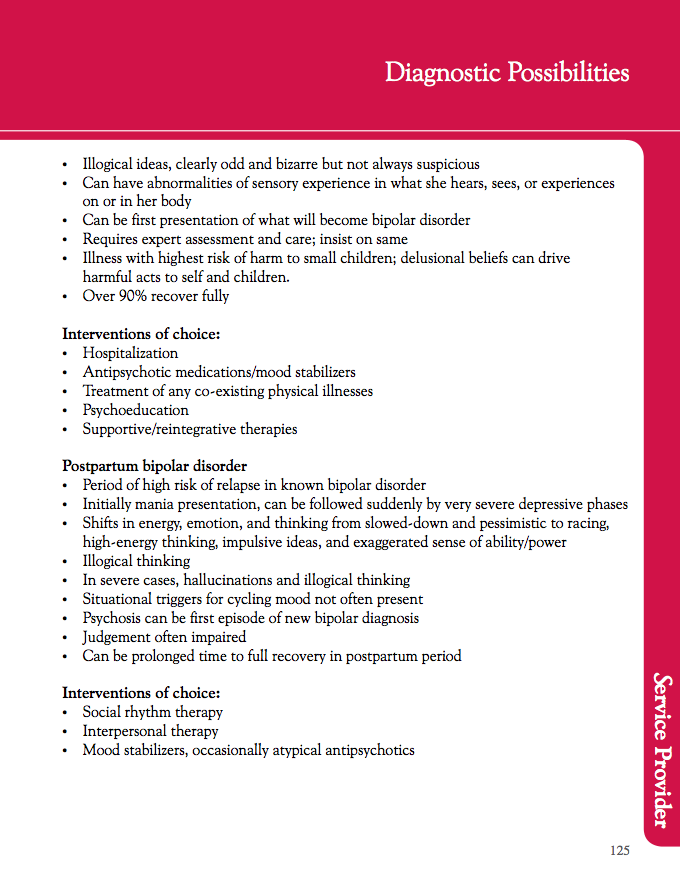 Diagnostic Possibilities
• Illogical ideas, clearly odd and bizarre but not always suspicious
• Can have abnormalities of sensory experience in what she hears, sees, or experiences
on or in her body
• Can be first presentation of what will become bipolar disorder
• Requires expert assessment and care; insist on same
• Illness with highest risk of harm to small children; delusional beliefs can drive
harmful acts to self and children.
• Over 90% recover fully
Interventions of choice:
• Hospitalization
• Antipsychotic medications/mood stabilizers
• Treatment of any co-existing physical illnesses
• Psychoeducation
• Supportive/reintegrative therapies
Postpartum bipolar disorder
• Period of high risk of relapse in known bipolar disorder
• Initially mania presentation, can be followed suddenly by very severe depressive phases
• Shifts in energy, emotion, and thinking from slowed-down and pessimistic to racing,
high-energy thinking, impulsive ideas, and exaggerated sense of ability/power
• Illogical thinking
• In severe cases, hallucinations and illogical thinking
• Situational triggers for cycling mood not often present
• Psychosis can be first episode of new bipolar diagnosis
• Judgement often impaired
• Can be prolonged time to full recovery in postpartum period
Interventions of choice:
• Social rhythm therapy
• Interpersonal therapy
• Mood stabilizers, occasionally atypical antipsychotics
Service Provider
125